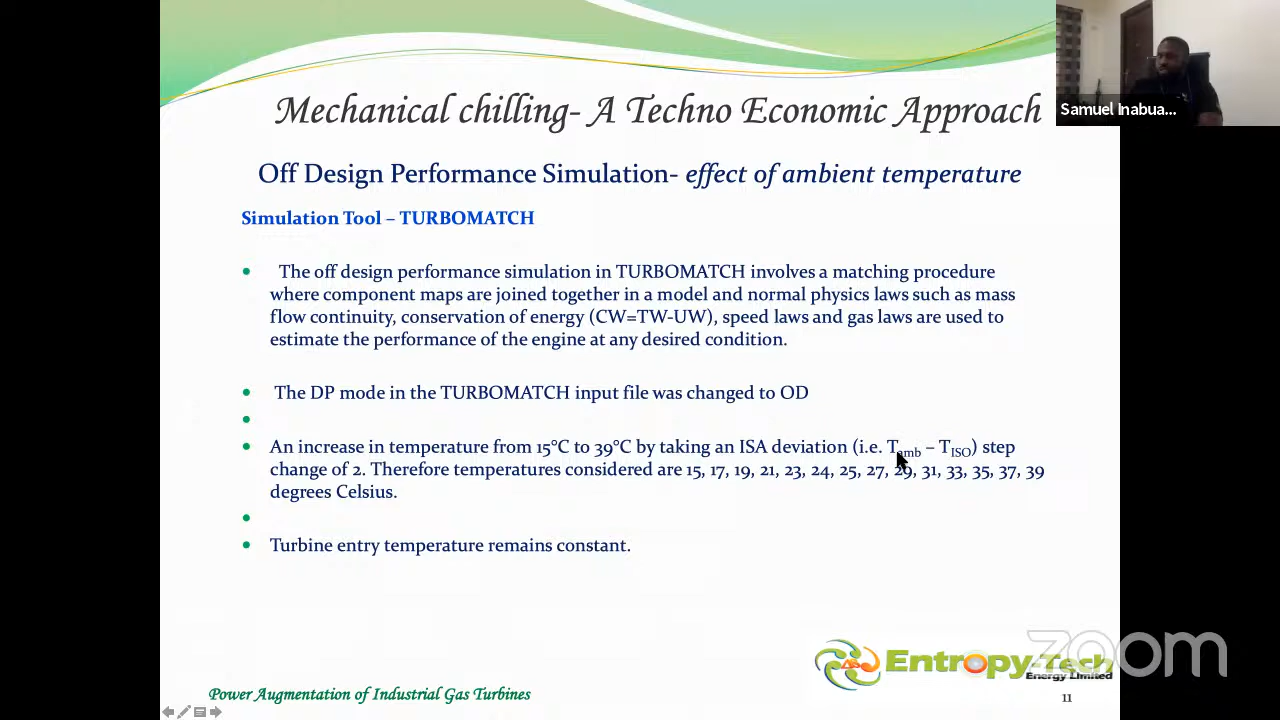 Mechanical chilling- A Techno Economic Approach
Samuel Inabua...
Off Design Performance Simulation- effect of ambient temperature
Simulation Tool – TURBOMATCH
The off design performance simulation in TURBOMATCH involves a matching procedure
where component maps are joined together in a model and normal physics laws such as mass
flow continuity, conservation of energy (CW=TW-UW), speed laws and gas laws are used to
estimate the performance of the engine at any desired condition.
The DP mode in the TURBOMATCH input file was changed to OD
An increase in temperature from 15°C to 39°C by taking an ISA deviation (i.e. Tamb – TISO) step
change of 2. Therefore temperatures considered are 15, 17, 19, 21, 23, 24, 25, 27, 29, 31, 33, 35, 37, 39
degrees Celsius.
Turbine entry temperature remains constant.
Entropy-Tech
Energy Limited
zoom
Power Augmentation of Industrial Gas Turbines
11